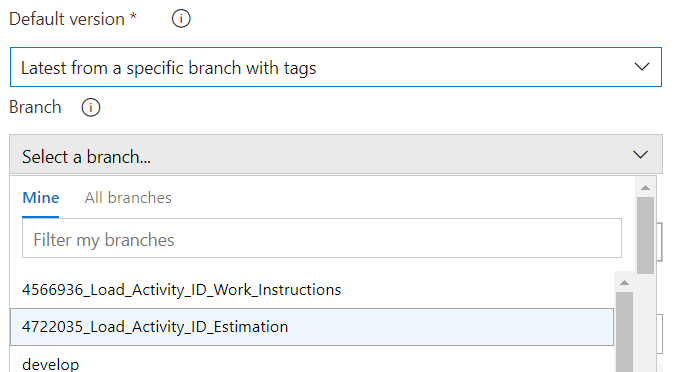 Default version *
Latest from a specific branch with tags
Branch
Select a branch...
Mine All branches
Filter my branches
4566936_Load_Activity_ID_Work_Instructions
4722035_Load_Activity_ID_Estimation
develop